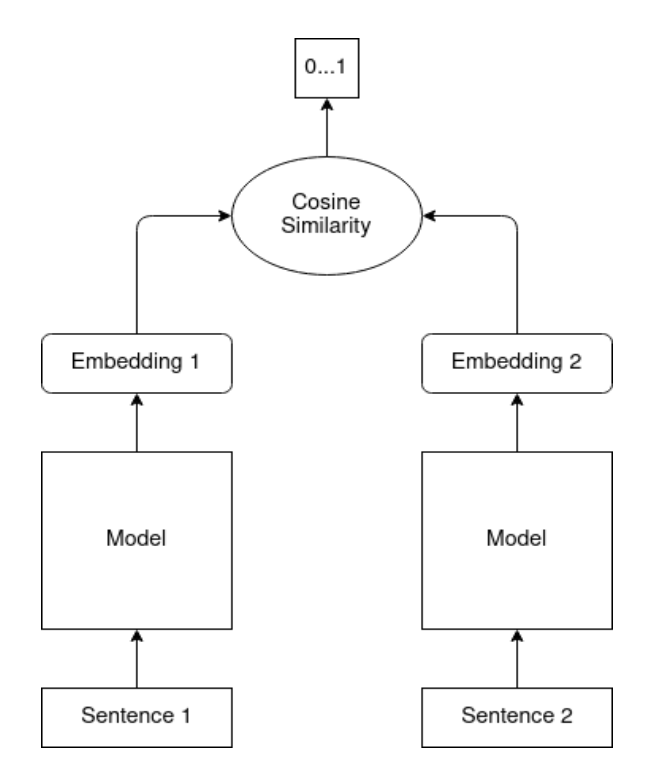 0...1
Cosine
Similarity
Embedding 1
Embedding 2
Model
Model
Sentence 1
Sentence 2